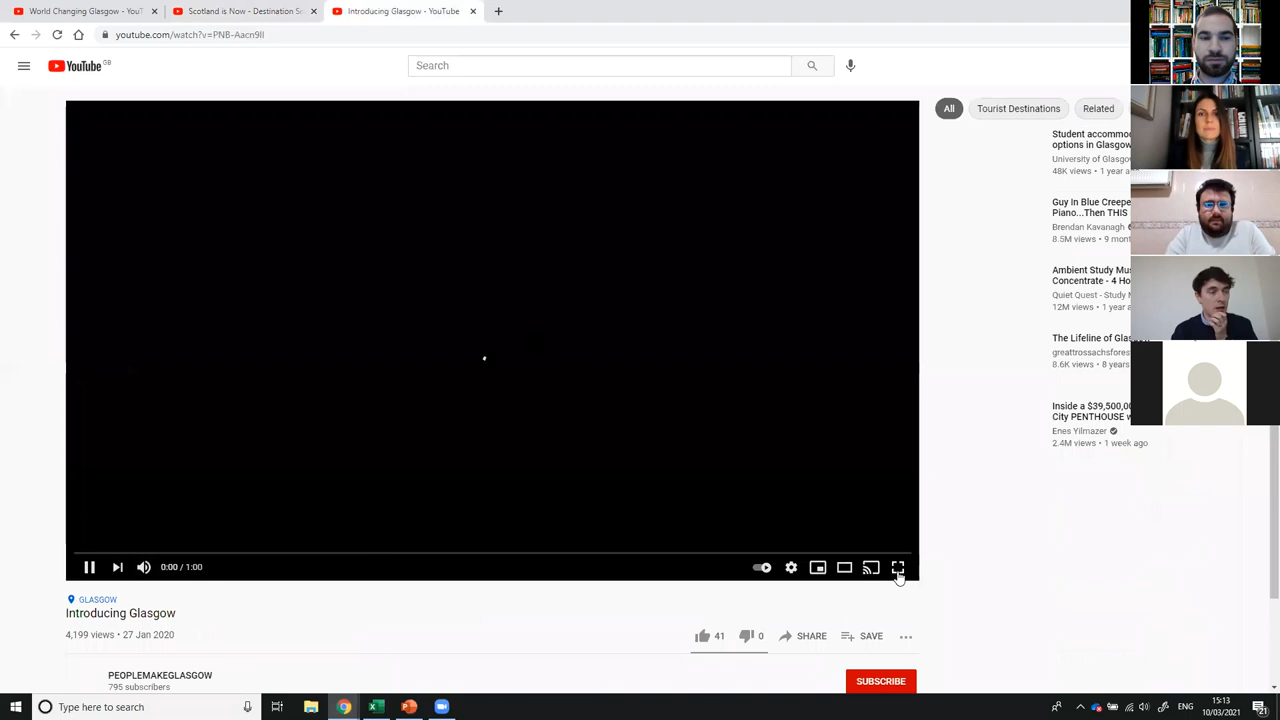 World Changing Glasgow - YouT
Scotland is Now - Destination Sc
Introducing Glasgow - YouTube
youtube.com/watch?v=PNB-Aacn9lI
YouTube GB
Search
All
Tourist Destinations
Related
Student accommod
options in Glasgow
University of Glasgow
48K views • 1 year a
Guy In Blue Creepe
Piano...Then THIS
Brendan Kavanagh
8.5M views • 9 mont
Ambient Study Mu
Concentrate - 4 Ho
Quiet Quest - Study
12M views • 1 year a
The Lifeline of Glas
greattrossachsfores
8.6K views • 8 years
Inside a $39,500,00
City PENTHOUSE w
Enes Yilmazer
2.4M views • 1 week ago
0:00 / 1:00
GLASGOW
Introducing Glasgow
4,199 views • 27 Jan 2020
41
0
SHARE
SAVE
PEOPLEMAKEGLASGOW
795 subscribers
SUBSCRIBE
Type here to search
ENG
15:13
10/03/2021
21